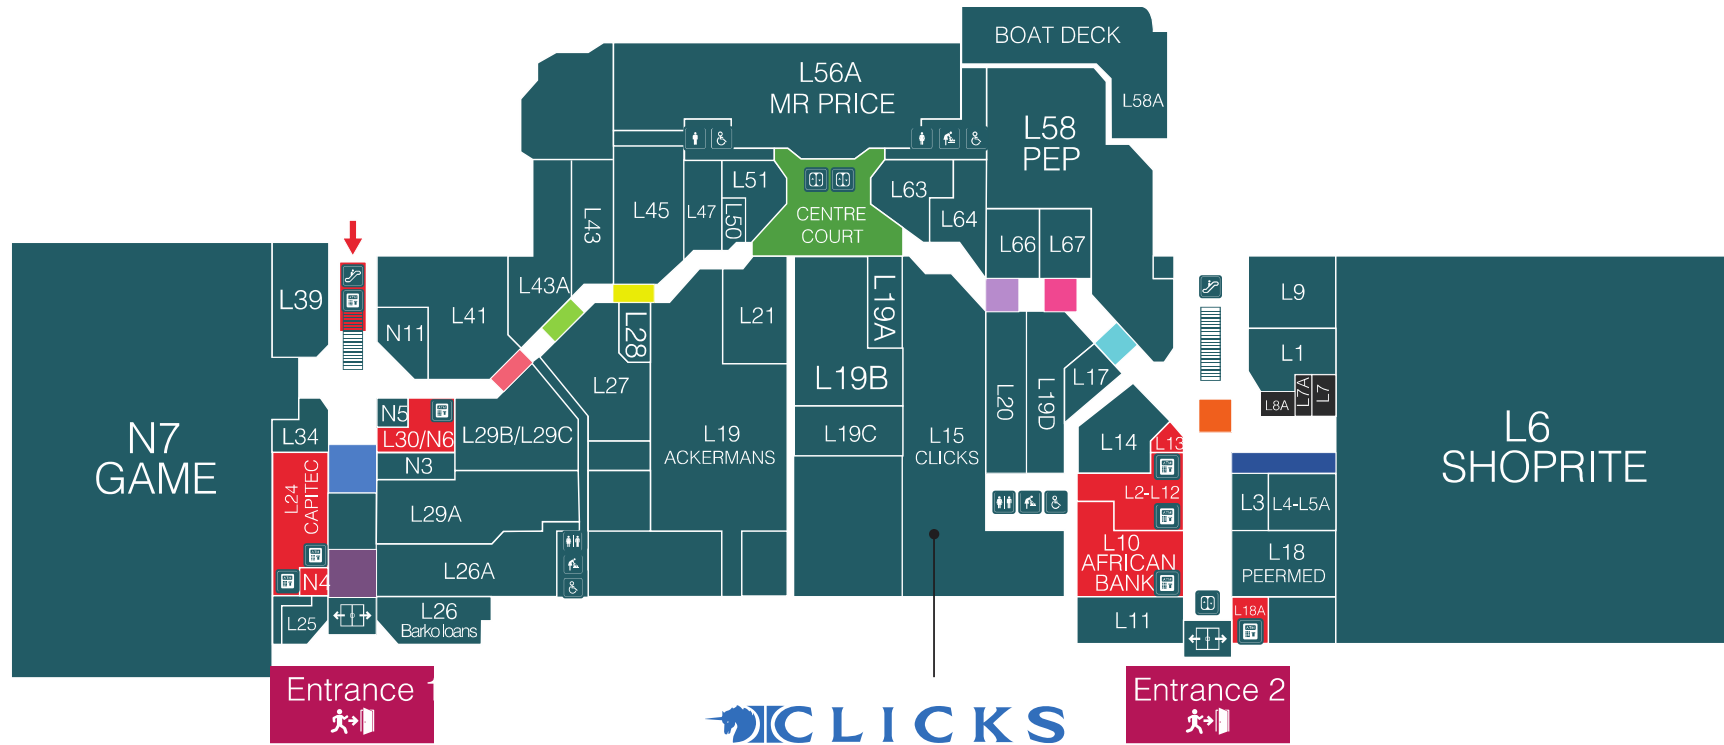 BOAT DECK
L56A
MR PRICE
L58A
L58
PEP
L51
L63
L43
L45
L47
L50
CENTRE
COURT
L64
L66
L67
L39
L43A
L41
N11
L28
L21
L19A
L9
L1
L27
L19B
L17
L20
L19D
L8A
L7A
L7
N5
L30/N6
L34
N7
GAME
L29B/L29C
L19
ACKERMANS
L19C
L15
CLICKS
L14
L13
L6
SHOPRITE
N3
L24
CAPITEC
L29A
L2-L12
L3
L4-L5A
L10
AFRICAN
BANK
L18
PEERMED
N4
L26A
L25
L26
Barko loans
L11
L18A
Entrance 1
Entrance 2
CLICKS